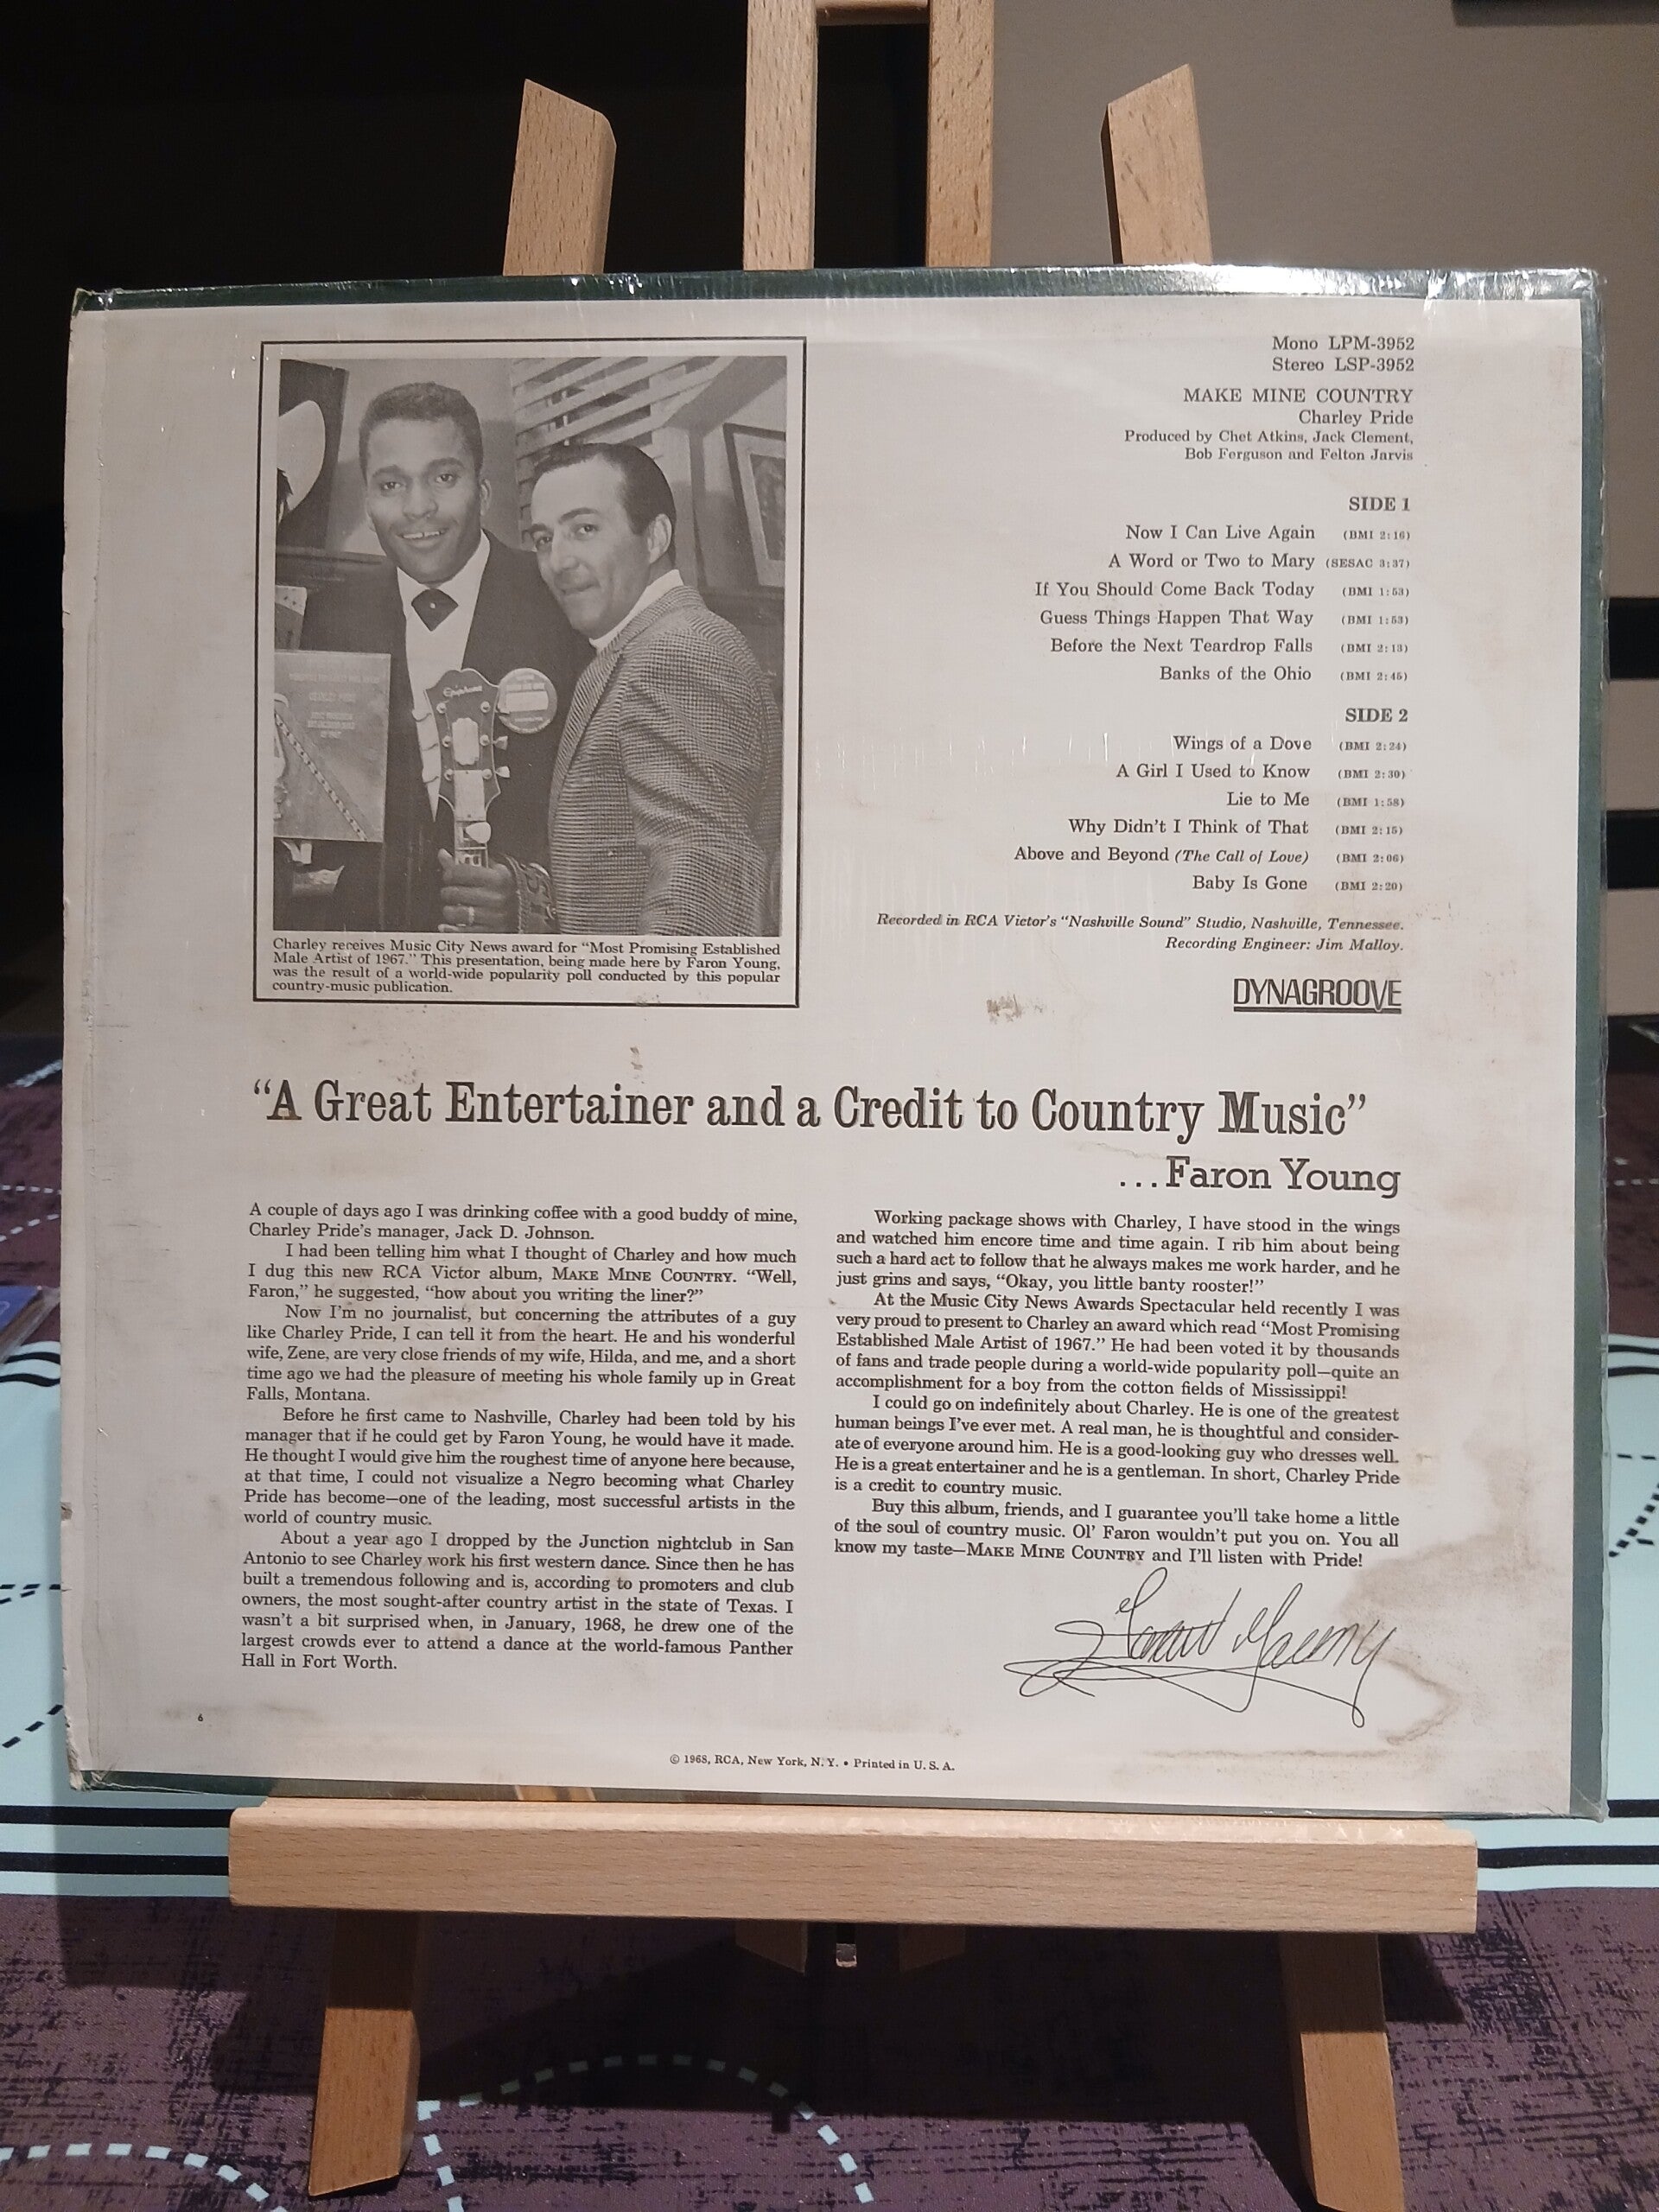 Mono LPM-3952
Stereo LSP-3952
MAKE MINE COUNTRY
Charley Pride
Produced by Chet Atkins, Jack Clement,
Bob Ferguson and Felton Jarvis
SIDE 1
Now I Can Live Again (BMI 2:16)
A Word or Two to Mary (SESAC 3:37)
If You Should Come Back Today (BMI 1:53)
Guess Things Happen That Way (BMI 1:53)
Before the Next Teardrop Falls (BMI 2:13)
Banks of the Ohio (BMI 2:45)
SIDE 2
Wings of a Dove (BMI 2:24)
A Girl I Used to Know (BMI 2:30)
Lie to Me (BMI 1:58)
Why Didn't I Think of That (BMI 2:15)
Above and Beyond (The Call of Love) (BMI 2:06)
Baby Is Gone (BMI 2:20)
Recorded in RCA Victor's "Nashville Sound" Studio, Nashville, Tennessee.
Recording Engineer: Jim Malloy.
DYNAGROOVE
Epiphone
Charley receives Music City News award for "Most Promising Established
Male Artist of 1967." This presentation, being made here by Faron Young,
was the result of a world-wide popularity poll conducted by this popular
country-music publication.
"A Great Entertainer and a Credit to Country Music"
...Faron Young
A couple of days ago I was drinking coffee with a good buddy of mine,
Charley Pride's manager, Jack D. Johnson.
I had been telling him what I thought of Charley and how much
I dug this new RCA Victor album, MAKE MINE COUNTRY. "Well,
Faron," he suggested, "how about you writing the liner?"
Now I'm no journalist, but concerning the attributes of a guy
like Charley Pride, I can tell it from the heart. He and his wonderful
wife, Zene, are very close friends of my wife, Hilda, and me, and a short
time ago we had the pleasure of meeting his whole family up in Great
Falls, Montana.
Before he first came to Nashville, Charley had been told by his
manager that if he could get by Faron Young, he would have it made.
He thought I would give him the roughest time of anyone here because,
at that time, I could not visualize a Negro becoming what Charley
Pride has become—one of the leading, most successful artists in the
world of country music.
About a year ago I dropped by the Junction nightclub in San
Antonio to see Charley work his first western dance. Since then he has
built a tremendous following and is, according to promoters and club
owners, the most sought-after country artist in the state of Texas. I
wasn't a bit surprised when, in January, 1968, he drew one of the
largest crowds ever to attend a dance at the world-famous Panther
Hall in Fort Worth.
Working package shows with Charley, I have stood in the wings
and watched him encore time and time again. I rib him about being
such a hard act to follow that he always makes me work harder, and he
just grins and says, "Okay, you little banty rooster!"
At the Music City News Awards Spectacular held recently I was
very proud to present to Charley an award which read "Most Promising
Established Male Artist of 1967." He had been voted it by thousands
of fans and trade people during a world-wide popularity poll—quite an
accomplishment for a boy from the cotton fields of Mississippi!
I could go on indefinitely about Charley. He is one of the greatest
human beings I've ever met. A real man, he is thoughtful and consider-
ate of everyone around him. He is a good-looking guy who dresses well.
He is a great entertainer and he is a gentleman. In short, Charley Pride
is a credit to country music.
Buy this album, friends, and I guarantee you'll take home a little
of the soul of country music. Ol' Faron wouldn't put you on. You all
know my taste—MAKE MINE COUNTRY and I'll listen with Pride!
Faron Young
6
© 1968, RCA, New York, N.Y. • Printed in U. S. A.